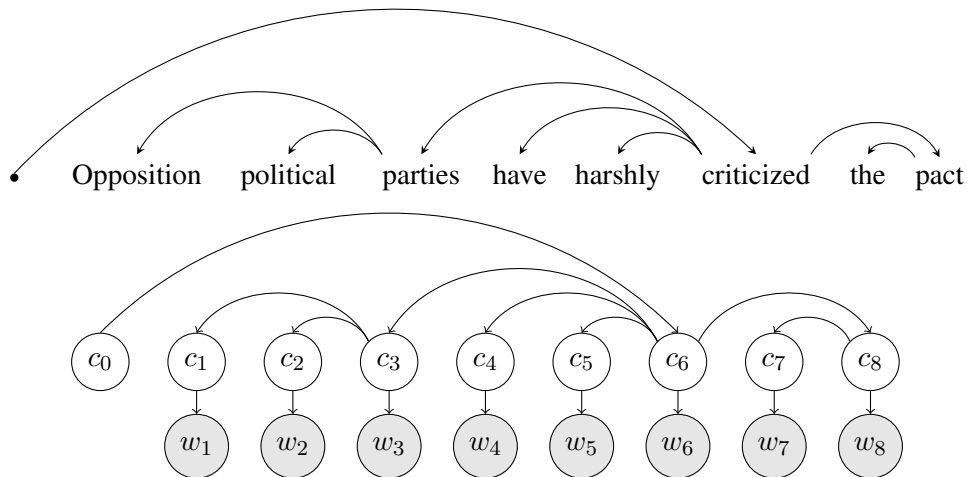 Opposition political parties have harshly criticized the pact
c₀ c₁ c₂ c₃ c₄ c₅ c₆ c₇ c₈
w₁ w₂ w₃ w₄ w₅ w₆ w₇ w₈